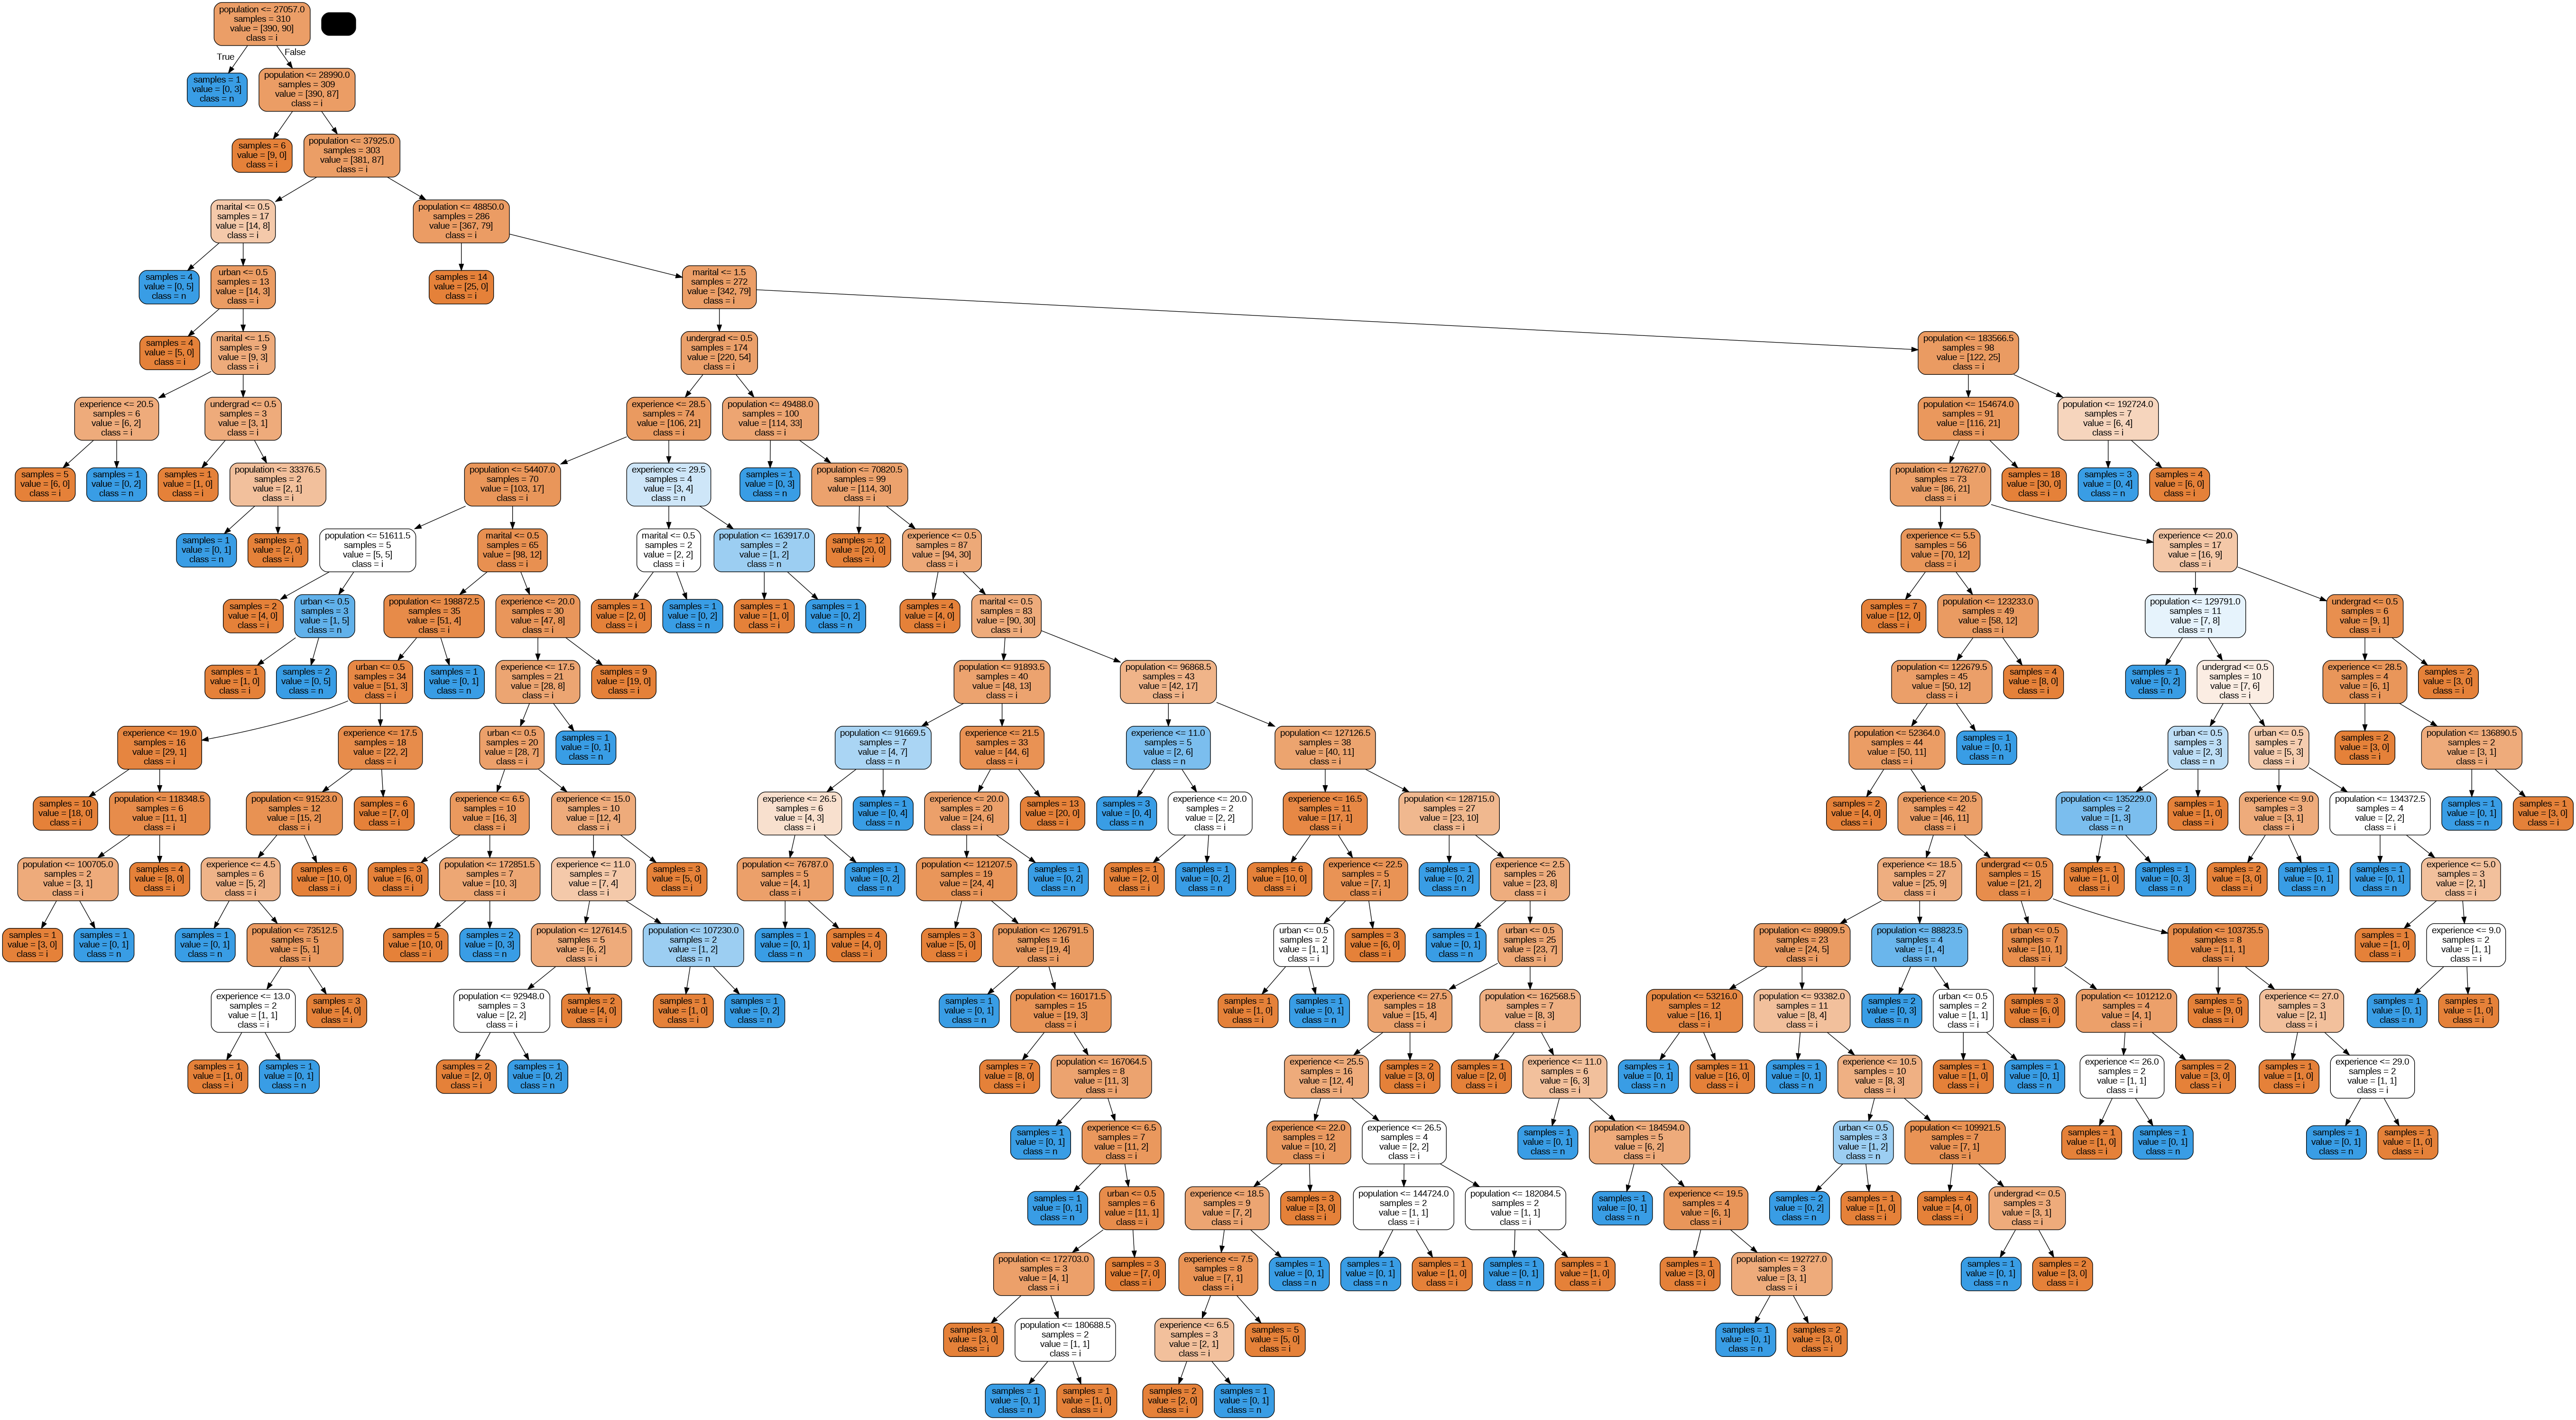 population <= 27057.0
samples = 310
value = [390, 90]
class = i
True
False
samples = 1
value = [0, 3]
class = n
population <= 28990.0
samples = 309
value = [390, 87]
class = i
samples = 6
value = [9, 0]
class = i
population <= 37925.0
samples = 303
value = [381, 87]
class = i
marital <= 0.5
samples = 17
value = [14, 8]
class = i
population <= 48850.0
samples = 286
value = [367, 79]
class = i
samples = 4
value = [0, 5]
class = n
urban <= 0.5
samples = 13
value = [14, 3]
class = i
samples = 14
value = [25, 0]
class = i
marital <= 1.5
samples = 272
value = [342, 79]
class = i
samples = 4
value = [5, 0]
class = i
marital <= 1.5
samples = 9
value = [9, 3]
class = i
undergrad <= 0.5
samples = 174
value = [220, 54]
class = i
population <= 183566.5
samples = 98
value = [122, 25]
class = i
experience <= 20.5
samples = 6
value = [6, 2]
class = i
undergrad <= 0.5
samples = 3
value = [3, 1]
class = i
experience <= 28.5
samples = 74
value = [106, 21]
class = i
population <= 49488.0
samples = 100
value = [114, 33]
class = i
population <= 154674.0
samples = 91
value = [116, 21]
class = i
population <= 192724.0
samples = 7
value = [6, 4]
class = i
samples = 5
value = [6, 0]
class = i
samples = 1
value = [0, 2]
class = n
samples = 1
value = [1, 0]
class = i
population <= 33376.5
samples = 2
value = [2, 1]
class = i
population <= 54407.0
samples = 70
value = [103, 17]
class = i
experience <= 29.5
samples = 4
value = [3, 4]
class = n
samples = 1
value = [0, 3]
class = n
population <= 70820.5
samples = 99
value = [114, 30]
class = i
population <= 127627.0
samples = 73
value = [86, 21]
class = i
samples = 18
value = [30, 0]
class = i
samples = 3
value = [0, 4]
class = n
samples = 4
value = [6, 0]
class = i
samples = 1
value = [0, 1]
class = n
samples = 1
value = [2, 0]
class = i
population <= 51611.5
samples = 5
value = [5, 5]
class = i
marital <= 0.5
samples = 65
value = [98, 12]
class = i
marital <= 0.5
samples = 2
value = [2, 2]
class = i
population <= 163917.0
samples = 2
value = [1, 2]
class = n
samples = 12
value = [20, 0]
class = i
experience <= 0.5
samples = 87
value = [94, 30]
class = i
experience <= 5.5
samples = 56
value = [70, 12]
class = i
experience <= 20.0
samples = 17
value = [16, 9]
class = i
samples = 2
value = [4, 0]
class = i
urban <= 0.5
samples = 3
value = [1, 5]
class = n
population <= 198872.5
samples = 35
value = [51, 4]
class = i
experience <= 20.0
samples = 30
value = [47, 8]
class = i
samples = 1
value = [2, 0]
class = i
samples = 1
value = [0, 2]
class = n
samples = 1
value = [1, 0]
class = i
samples = 1
value = [0, 2]
class = n
samples = 4
value = [4, 0]
class = i
marital <= 0.5
samples = 83
value = [90, 30]
class = i
samples = 7
value = [12, 0]
class = i
population <= 123233.0
samples = 49
value = [58, 12]
class = i
population <= 129791.0
samples = 11
value = [7, 8]
class = n
undergrad <= 0.5
samples = 6
value = [9, 1]
class = i
samples = 1
value = [1, 0]
class = i
samples = 2
value = [0, 5]
class = n
urban <= 0.5
samples = 34
value = [51, 3]
class = i
samples = 1
value = [0, 1]
class = n
experience <= 17.5
samples = 21
value = [28, 8]
class = i
samples = 9
value = [19, 0]
class = i
population <= 91893.5
samples = 40
value = [48, 13]
class = i
population <= 96868.5
samples = 43
value = [42, 17]
class = i
population <= 122679.5
samples = 45
value = [50, 12]
class = i
samples = 4
value = [8, 0]
class = i
samples = 1
value = [0, 2]
class = n
undergrad <= 0.5
samples = 10
value = [7, 6]
class = i
experience <= 28.5
samples = 4
value = [6, 1]
class = i
samples = 2
value = [3, 0]
class = i
experience <= 19.0
samples = 16
value = [29, 1]
class = i
experience <= 17.5
samples = 18
value = [22, 2]
class = i
urban <= 0.5
samples = 20
value = [28, 7]
class = i
samples = 1
value = [0, 1]
class = n
population <= 91669.5
samples = 7
value = [4, 7]
class = n
experience <= 21.5
samples = 33
value = [44, 6]
class = i
experience <= 11.0
samples = 5
value = [2, 6]
class = n
population <= 127126.5
samples = 38
value = [40, 11]
class = i
population <= 52364.0
samples = 44
value = [50, 11]
class = i
samples = 1
value = [0, 1]
class = n
urban <= 0.5
samples = 3
value = [2, 3]
class = n
urban <= 0.5
samples = 7
value = [5, 3]
class = i
samples = 2
value = [3, 0]
class = i
population <= 136890.5
samples = 2
value = [3, 1]
class = i
samples = 10
value = [18, 0]
class = i
population <= 118348.5
samples = 6
value = [11, 1]
class = i
population <= 91523.0
samples = 12
value = [15, 2]
class = i
samples = 6
value = [7, 0]
class = i
experience <= 6.5
samples = 10
value = [16, 3]
class = i
experience <= 15.0
samples = 10
value = [12, 4]
class = i
experience <= 26.5
samples = 6
value = [4, 3]
class = i
samples = 1
value = [0, 4]
class = n
experience <= 20.0
samples = 20
value = [24, 6]
class = i
samples = 13
value = [20, 0]
class = i
samples = 3
value = [0, 4]
class = n
experience <= 20.0
samples = 2
value = [2, 2]
class = i
experience <= 16.5
samples = 11
value = [17, 1]
class = i
population <= 128715.0
samples = 27
value = [23, 10]
class = i
samples = 2
value = [4, 0]
class = i
experience <= 20.5
samples = 42
value = [46, 11]
class = i
population <= 135229.0
samples = 2
value = [1, 3]
class = n
samples = 1
value = [1, 0]
class = i
experience <= 9.0
samples = 3
value = [3, 1]
class = i
population <= 134372.5
samples = 4
value = [2, 2]
class = i
samples = 1
value = [0, 1]
class = n
samples = 1
value = [3, 0]
class = i
population <= 100705.0
samples = 2
value = [3, 1]
class = i
samples = 4
value = [8, 0]
class = i
experience <= 4.5
samples = 6
value = [5, 2]
class = i
samples = 6
value = [10, 0]
class = i
samples = 3
value = [6, 0]
class = i
population <= 172851.5
samples = 7
value = [10, 3]
class = i
experience <= 11.0
samples = 7
value = [7, 4]
class = i
samples = 3
value = [5, 0]
class = i
population <= 76787.0
samples = 5
value = [4, 1]
class = i
samples = 1
value = [0, 2]
class = n
population <= 121207.5
samples = 19
value = [24, 4]
class = i
samples = 1
value = [0, 2]
class = n
samples = 1
value = [2, 0]
class = i
samples = 1
value = [0, 2]
class = n
samples = 6
value = [10, 0]
class = i
experience <= 22.5
samples = 5
value = [7, 1]
class = i
samples = 1
value = [0, 2]
class = n
experience <= 2.5
samples = 26
value = [23, 8]
class = i
experience <= 18.5
samples = 27
value = [25, 9]
class = i
undergrad <= 0.5
samples = 15
value = [21, 2]
class = i
samples = 1
value = [1, 0]
class = i
samples = 1
value = [0, 3]
class = n
samples = 2
value = [3, 0]
class = i
samples = 1
value = [0, 1]
class = n
samples = 1
value = [0, 1]
class = n
experience <= 5.0
samples = 3
value = [2, 1]
class = i
samples = 1
value = [3, 0]
class = i
samples = 1
value = [0, 1]
class = n
samples = 1
value = [0, 1]
class = n
population <= 73512.5
samples = 5
value = [5, 1]
class = i
samples = 5
value = [10, 0]
class = i
samples = 2
value = [0, 3]
class = n
population <= 127614.5
samples = 5
value = [6, 2]
class = i
population <= 107230.0
samples = 2
value = [1, 2]
class = n
samples = 1
value = [0, 1]
class = n
samples = 4
value = [4, 0]
class = i
samples = 3
value = [5, 0]
class = i
population <= 126791.5
samples = 16
value = [19, 4]
class = i
urban <= 0.5
samples = 2
value = [1, 1]
class = i
samples = 3
value = [6, 0]
class = i
samples = 1
value = [0, 1]
class = n
urban <= 0.5
samples = 25
value = [23, 7]
class = i
population <= 89809.5
samples = 23
value = [24, 5]
class = i
population <= 88823.5
samples = 4
value = [1, 4]
class = n
urban <= 0.5
samples = 7
value = [10, 1]
class = i
population <= 103735.5
samples = 8
value = [11, 1]
class = i
samples = 1
value = [1, 0]
class = i
experience <= 9.0
samples = 2
value = [1, 1]
class = i
experience <= 13.0
samples = 2
value = [1, 1]
class = i
samples = 3
value = [4, 0]
class = i
population <= 92948.0
samples = 3
value = [2, 2]
class = i
samples = 2
value = [4, 0]
class = i
samples = 1
value = [1, 0]
class = i
samples = 1
value = [0, 2]
class = n
samples = 1
value = [0, 1]
class = n
population <= 160171.5
samples = 15
value = [19, 3]
class = i
samples = 1
value = [1, 0]
class = i
samples = 1
value = [0, 1]
class = n
experience <= 27.5
samples = 18
value = [15, 4]
class = i
population <= 162568.5
samples = 7
value = [8, 3]
class = i
population <= 53216.0
samples = 12
value = [16, 1]
class = i
population <= 93382.0
samples = 11
value = [8, 4]
class = i
samples = 2
value = [0, 3]
class = n
urban <= 0.5
samples = 2
value = [1, 1]
class = i
samples = 3
value = [6, 0]
class = i
population <= 101212.0
samples = 4
value = [4, 1]
class = i
samples = 5
value = [9, 0]
class = i
experience <= 27.0
samples = 3
value = [2, 1]
class = i
samples = 1
value = [0, 1]
class = n
samples = 1
value = [1, 0]
class = i
samples = 1
value = [1, 0]
class = i
samples = 1
value = [0, 1]
class = n
samples = 2
value = [2, 0]
class = i
samples = 1
value = [0, 2]
class = n
samples = 7
value = [8, 0]
class = i
population <= 167064.5
samples = 8
value = [11, 3]
class = i
experience <= 25.5
samples = 16
value = [12, 4]
class = i
samples = 2
value = [3, 0]
class = i
samples = 1
value = [2, 0]
class = i
experience <= 11.0
samples = 6
value = [6, 3]
class = i
samples = 1
value = [0, 1]
class = n
samples = 11
value = [16, 0]
class = i
samples = 1
value = [0, 1]
class = n
experience <= 10.5
samples = 10
value = [8, 3]
class = i
samples = 1
value = [1, 0]
class = i
samples = 1
value = [0, 1]
class = n
experience <= 26.0
samples = 2
value = [1, 1]
class = i
samples = 2
value = [3, 0]
class = i
samples = 1
value = [1, 0]
class = i
experience <= 29.0
samples = 2
value = [1, 1]
class = i
samples = 1
value = [0, 1]
class = n
experience <= 6.5
samples = 7
value = [11, 2]
class = i
experience <= 22.0
samples = 12
value = [10, 2]
class = i
experience <= 26.5
samples = 4
value = [2, 2]
class = i
samples = 1
value = [0, 1]
class = n
population <= 184594.0
samples = 5
value = [6, 2]
class = i
urban <= 0.5
samples = 3
value = [1, 2]
class = n
population <= 109921.5
samples = 7
value = [7, 1]
class = i
samples = 1
value = [1, 0]
class = i
samples = 1
value = [0, 1]
class = n
samples = 1
value = [0, 1]
class = n
samples = 1
value = [1, 0]
class = i
samples = 1
value = [0, 1]
class = n
urban <= 0.5
samples = 6
value = [11, 1]
class = i
experience <= 18.5
samples = 9
value = [7, 2]
class = i
samples = 3
value = [3, 0]
class = i
population <= 144724.0
samples = 2
value = [1, 1]
class = i
population <= 182084.5
samples = 2
value = [1, 1]
class = i
samples = 1
value = [0, 1]
class = n
experience <= 19.5
samples = 4
value = [6, 1]
class = i
samples = 2
value = [0, 2]
class = n
samples = 1
value = [1, 0]
class = i
samples = 4
value = [4, 0]
class = i
undergrad <= 0.5
samples = 3
value = [3, 1]
class = i
population <= 172703.0
samples = 3
value = [4, 1]
class = i
samples = 3
value = [7, 0]
class = i
experience <= 7.5
samples = 8
value = [7, 1]
class = i
samples = 1
value = [0, 1]
class = n
samples = 1
value = [0, 1]
class = n
samples = 1
value = [1, 0]
class = i
samples = 1
value = [0, 1]
class = n
samples = 1
value = [1, 0]
class = i
samples = 1
value = [3, 0]
class = i
population <= 192727.0
samples = 3
value = [3, 1]
class = i
samples = 1
value = [0, 1]
class = n
samples = 2
value = [3, 0]
class = i
samples = 1
value = [3, 0]
class = i
population <= 180688.5
samples = 2
value = [1, 1]
class = i
experience <= 6.5
samples = 3
value = [2, 1]
class = i
samples = 5
value = [5, 0]
class = i
samples = 1
value = [0, 1]
class = n
samples = 2
value = [3, 0]
class = i
samples = 1
value = [0, 1]
class = n
samples = 1
value = [1, 0]
class = i
samples = 2
value = [2, 0]
class = i
samples = 1
value = [0, 1]
class = n